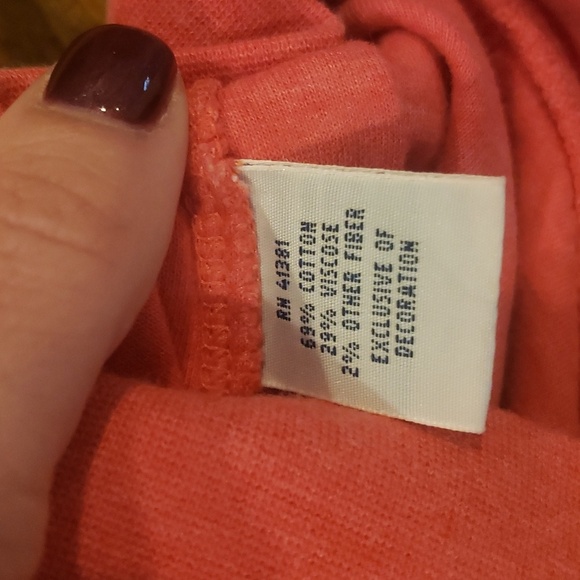 RN 41381
69% COTTON
29% VISCOSE
2% OTHER FIBER
EXCLUSIVE OF
DECORATION